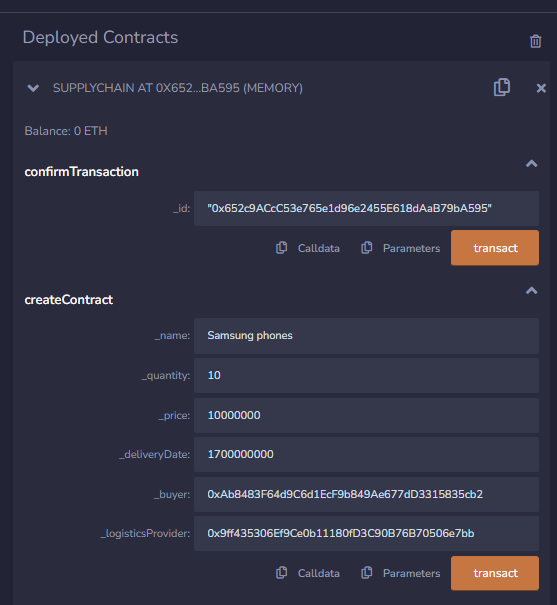 Deployed Contracts
SUPPLYCHAIN AT 0X652...BA595 (MEMORY)
Balance: 0 ETH
confirmTransaction
_id: "0x652c9ACcC53e765e1d96e2455E618dAaB79bA595"
Calldata Parameters transact
createContract
_name: Samsung phones
_quantity: 10
_price: 10000000
_deliveryDate: 1700000000
_buyer: 0xAb8483F64d9C6d1EcF9b849Ae677dD3315835cb2
_logisticsProvider: 0x9ff435306Ef9Ce0b11180fD3C90B76B70506e7bb
Calldata Parameters transact